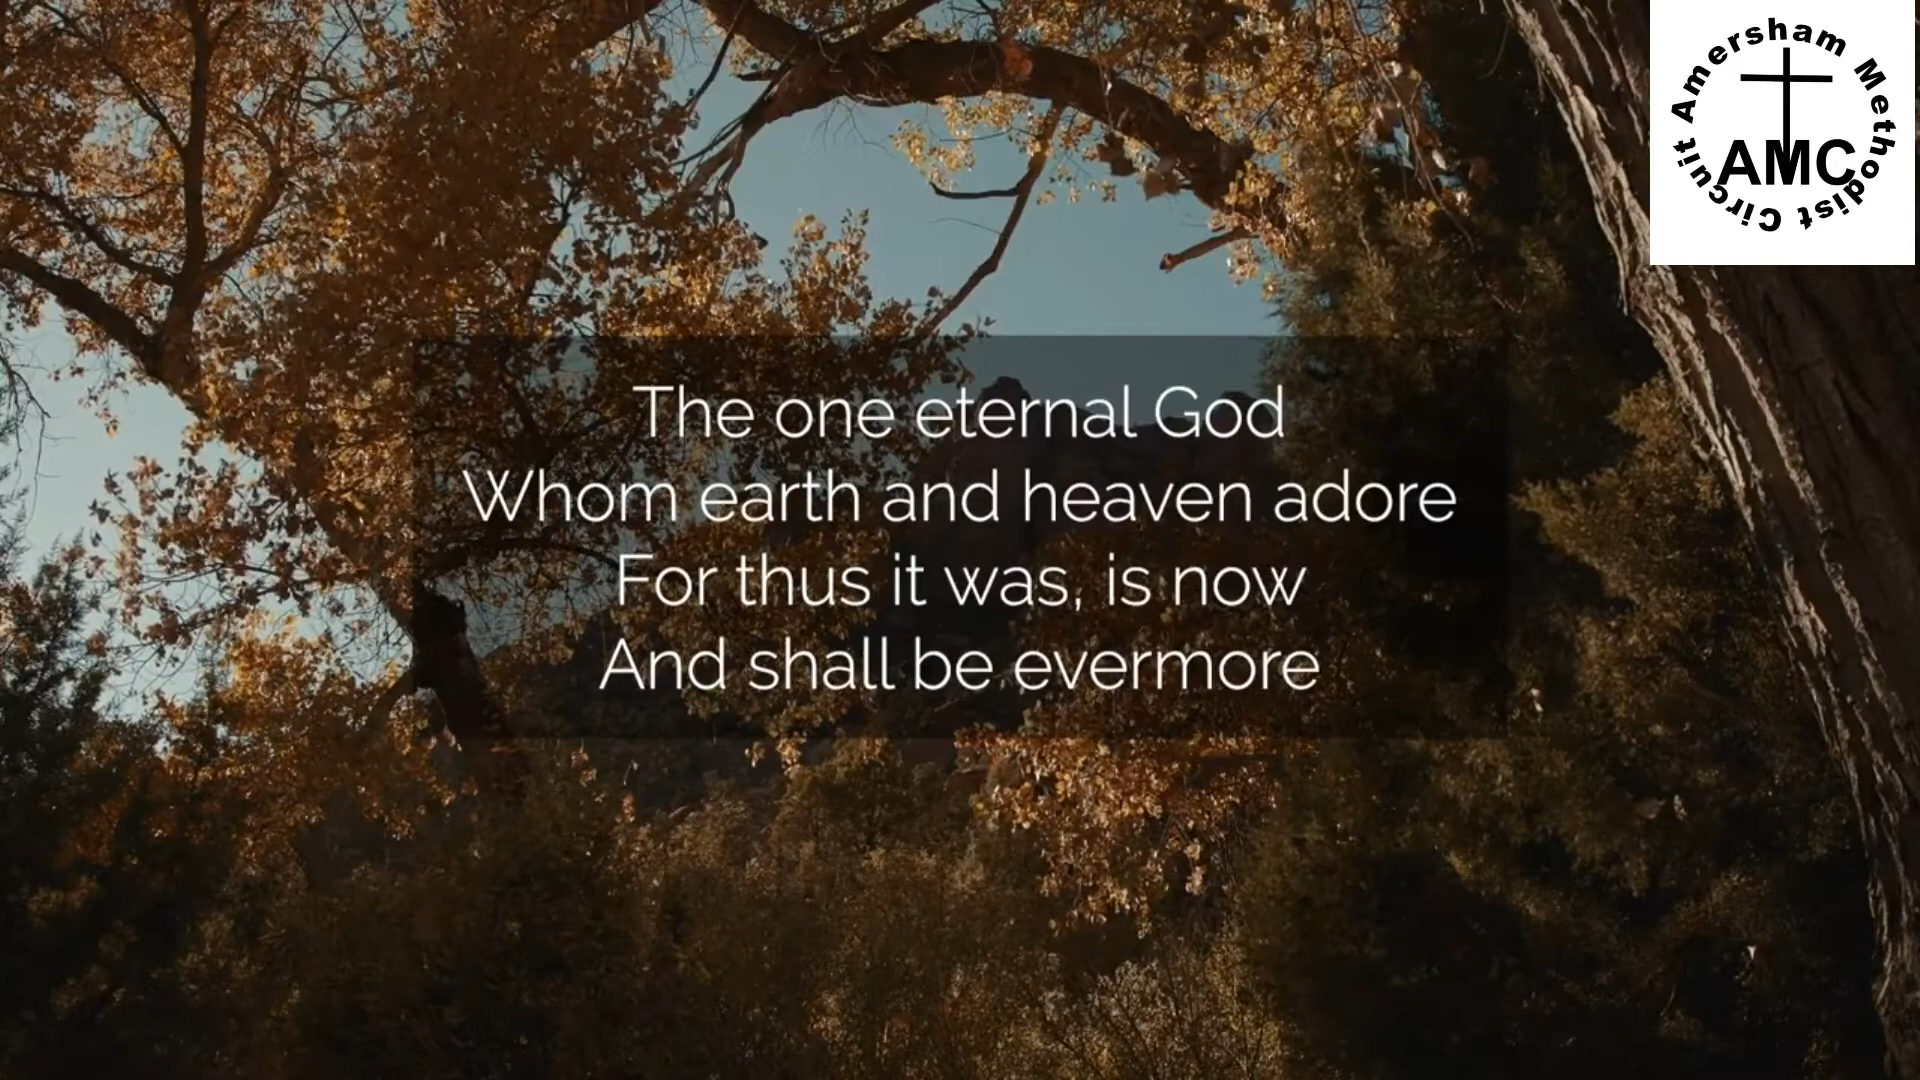 The one eternal God
Whom earth and heaven adore
For thus it was, is now
And shall be evermore
Amersham Methodist Circuit
AMC